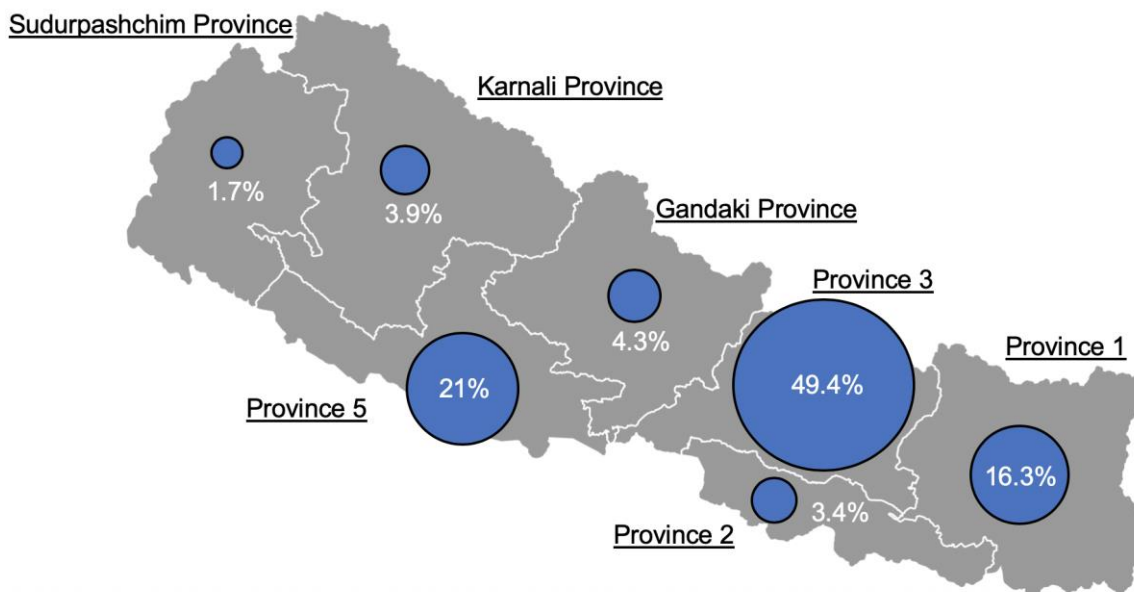 Sudurpashchim Province
Karnali Province
1.7%
3.9%
Gandaki Province
Province 3
4.3%
Province 1
21%
49.4%
Province 5
16.3%
3.4%
Province 2